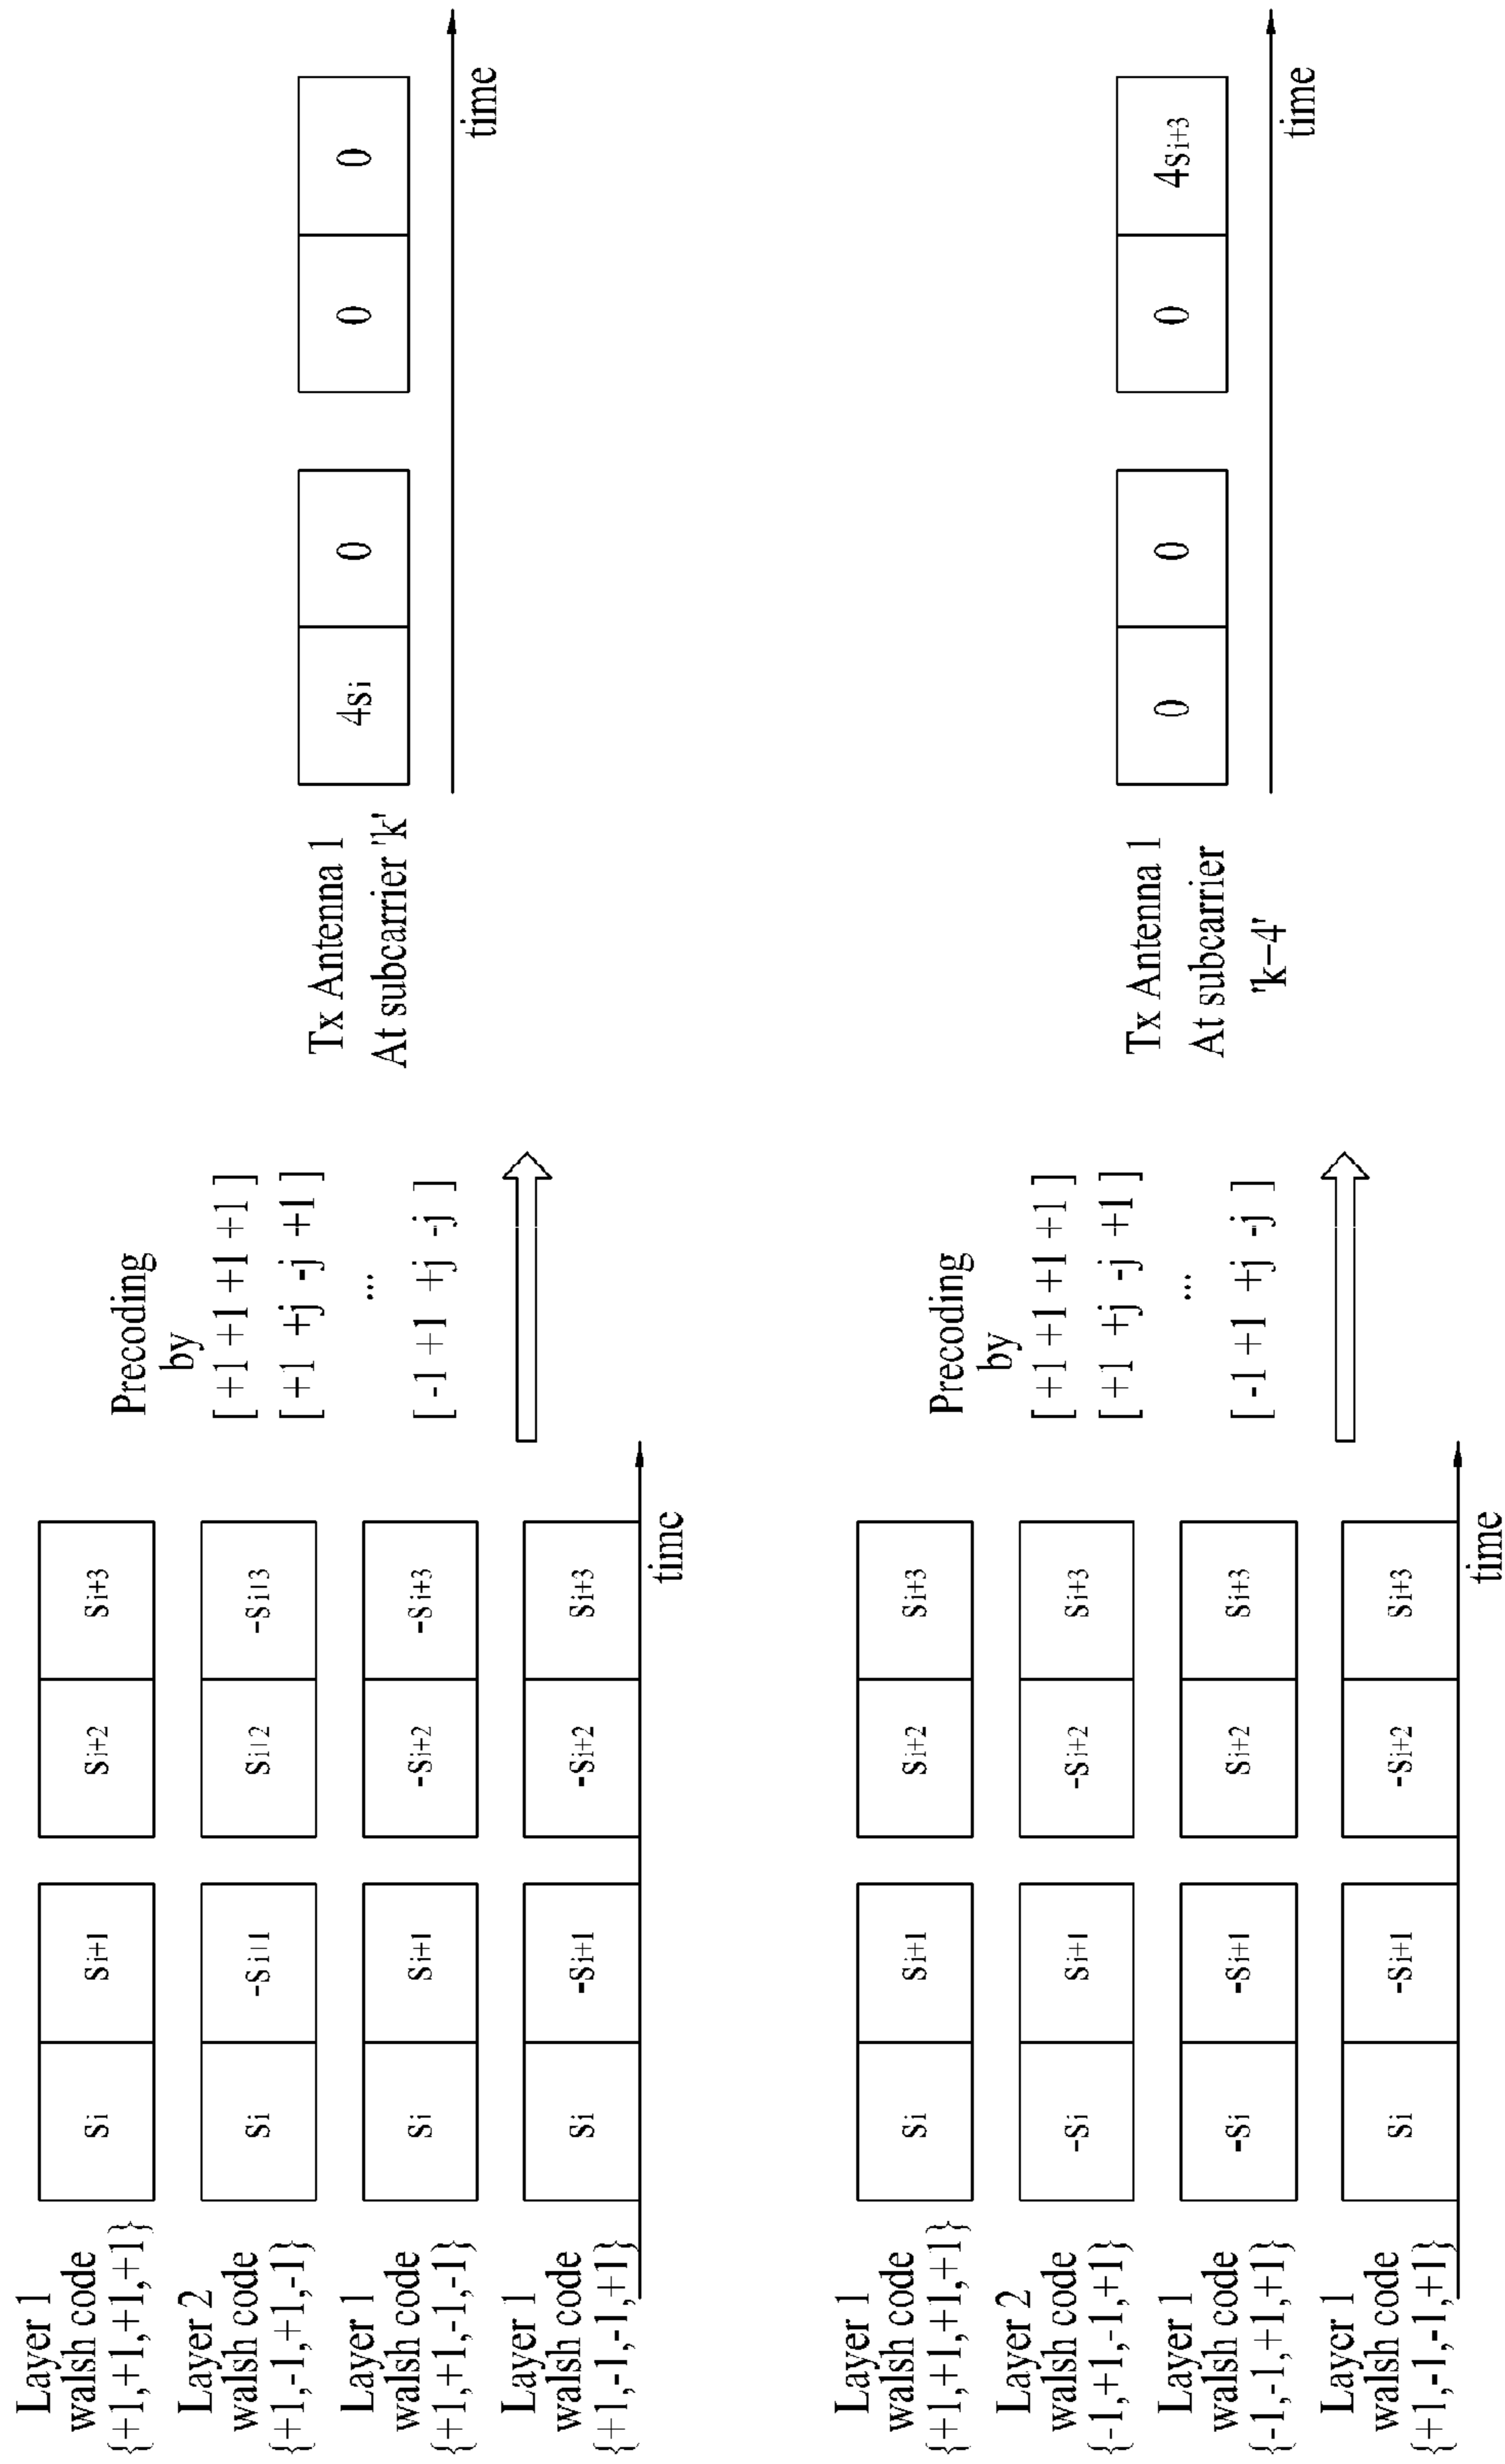 Layer 1
walsh code
{+1,+1,+1,+1}
si
si+1
si+2
si+3
Layer 2
walsh code
{+1,-1,+1,-1}
si
-si+1
si+2
-si+3
Layer 1
walsh code
{+1,+1,-1,-1}
si
si+1
-si+2
-si+3
Layer 1
walsh code
{+1,-1,-1,+1}
si
-si+1
-si+2
si+3
time
Precoding
by
[ +1 +1 +1 +1 ]
[ +1 +j -j +1 ]
...
[ -1 +1 +j -j ]
Tx Antenna 1
At subcarrier 'k'
4si
0
0
0
time
Layer 1
walsh code
{+1,+1,+1,+1}
si
si+1
si+2
si+3
Layer 2
walsh code
{-1,+1,-1,+1}
-si
si+1
-si+2
si+3
Layer 1
walsh code
{-1,-1,+1,+1}
-si
-si+1
si+2
si+3
Layer 1
walsh code
{+1,-1,-1,+1}
si
-si+1
-si+2
si+3
time
Precoding
by
[ +1 +1 +1 +1 ]
[ +1 +j -j +1 ]
...
[ -1 +1 +j -j ]
Tx Antenna 1
At subcarrier
'k–4'
0
0
0
4si+3
time